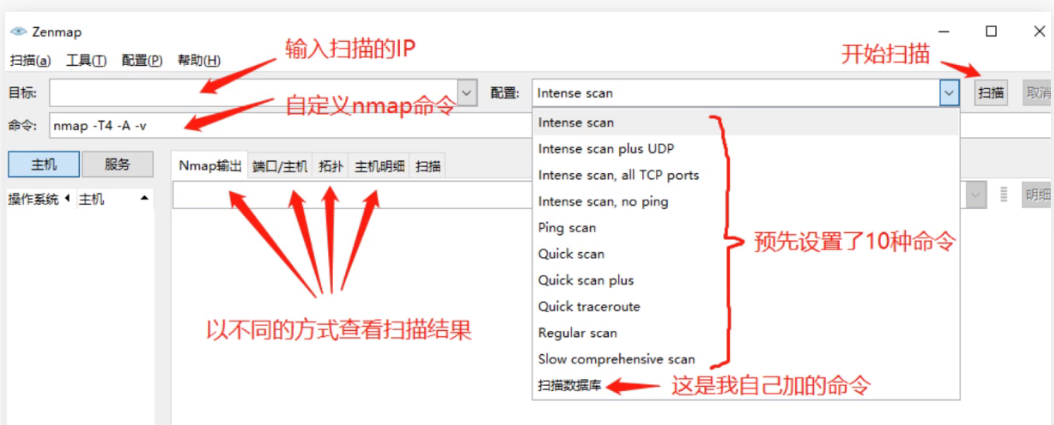 Zenmap
扫描(a) 工具(T) 配置(P) 帮助(H)
输入扫描的IP
开始扫描
目标:
配置: Intense scan
扫描 取消
自定义nmap命令
命令: nmap -T4 -A -v
主机 服务
Nmap输出 端口/主机 拓扑 主机明细 扫描
操作系统 主机
明细
Intense scan
Intense scan plus UDP
Intense scan, all TCP ports
Intense scan, no ping
Ping scan
Quick scan
Quick scan plus
Quick traceroute
Regular scan
Slow comprehensive scan
扫描数据库
预先设置了10种命令
以不同的方式查看扫描结果
这是我自己加的命令